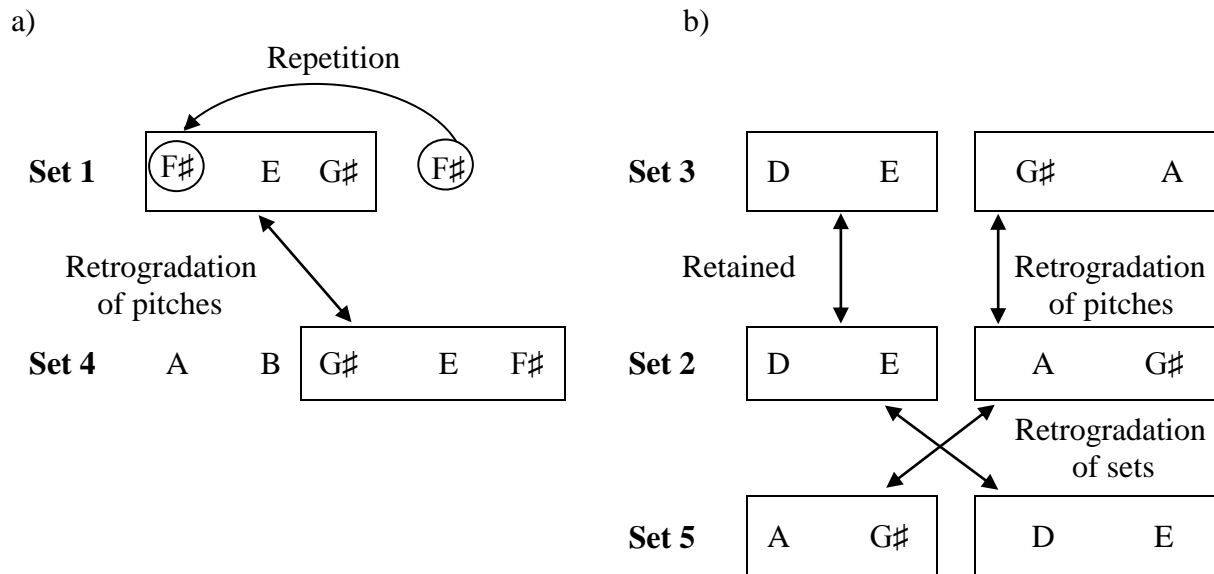 a)
Repetition
Set 1 F♯ E G♯ F♯
Retrogradation
of pitches
Set 4 A B G♯ E F♯
b)
Set 3 D E G♯ A
Retained
Retrogradation
of pitches
Set 2 D E A G♯
Retrogradation
of sets
Set 5 A G♯ D E